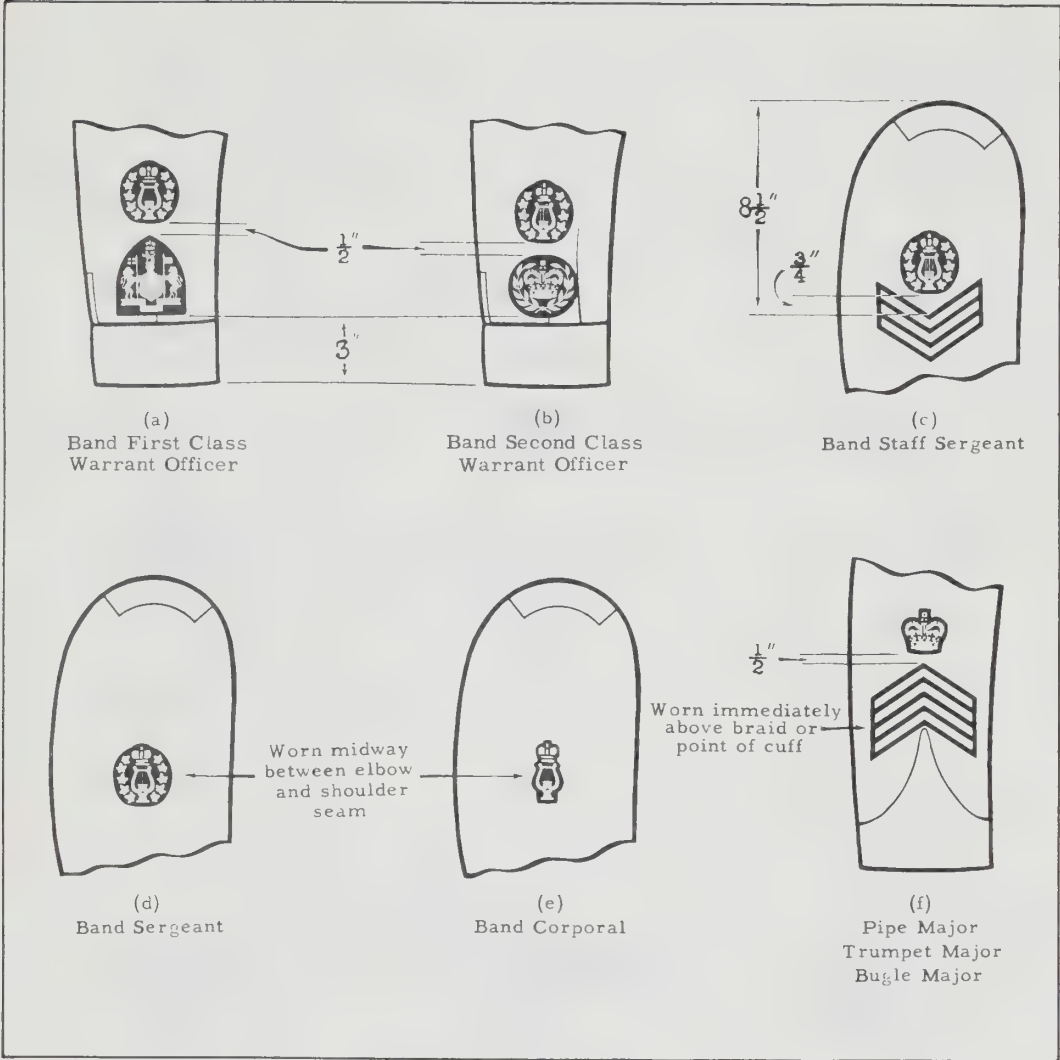 1/2"
3"
8 1/2"
3/4"
(a)
Band First Class
Warrant Officer
(b)
Band Second Class
Warrant Officer
(c)
Band Staff Sergeant
Worn midway
between elbow
and shoulder
seam
1/2"
Worn immediately
above braid or
point of cuff
(d)
Band Sergeant
(e)
Band Corporal
(f)
Pipe Major
Trumpet Major
Bugle Major